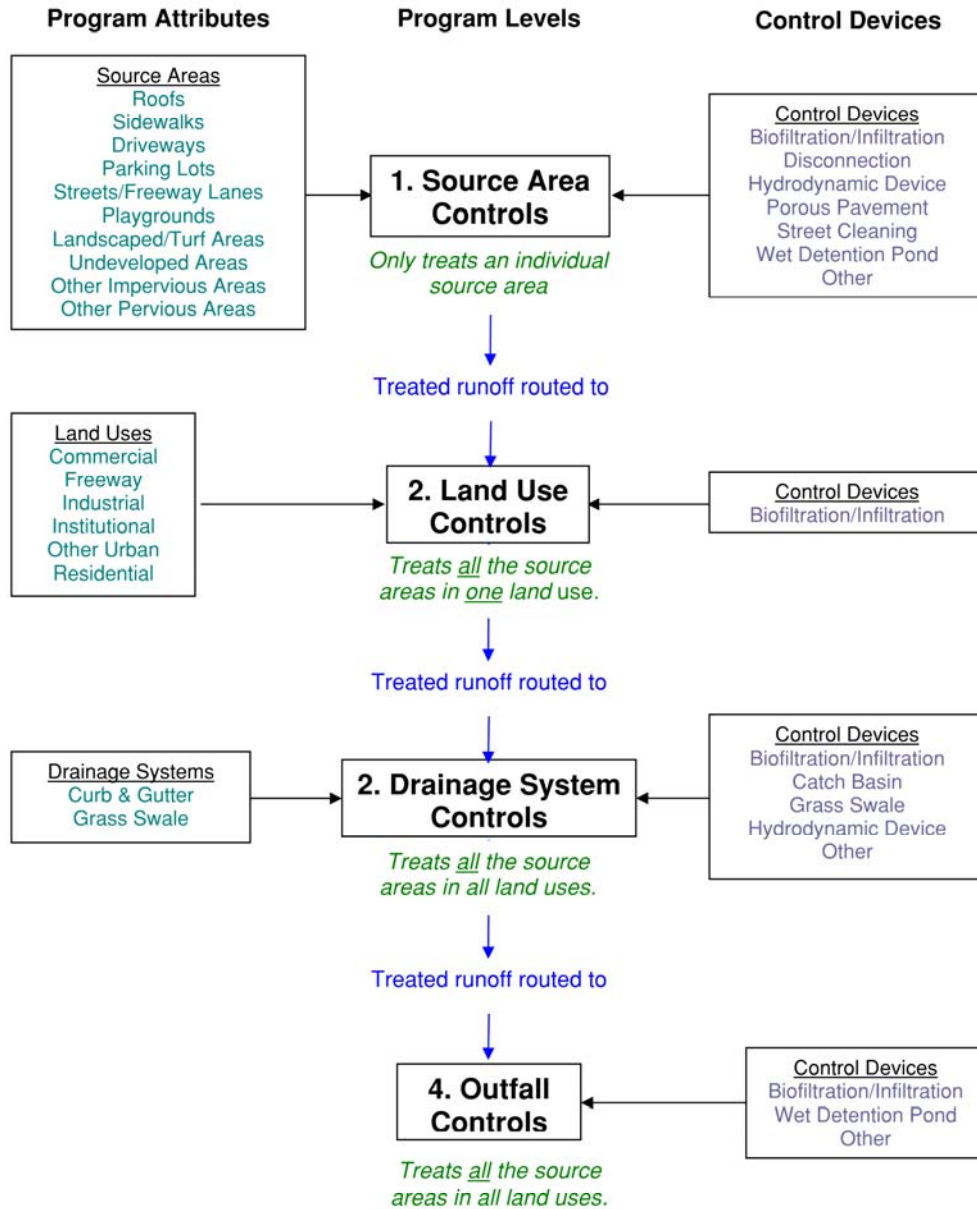 Program Attributes
Program Levels
Control Devices
Source Areas
Roofs
Sidewalks
Driveways
Parking Lots
Streets/Freeway Lanes
Playgrounds
Landscaped/Turf Areas
Undeveloped Areas
Other Impervious Areas
Other Pervious Areas
1. Source Area
Controls
Only treats an individual
source area
Control Devices
Biofiltration/Infiltration
Disconnection
Hydrodynamic Device
Porous Pavement
Street Cleaning
Wet Detention Pond
Other
Treated runoff routed to
Land Uses
Commercial
Freeway
Industrial
Institutional
Other Urban
Residential
2. Land Use
Controls
Treats all the source
areas in one land use.
Control Devices
Biofiltration/Infiltration
Treated runoff routed to
Drainage Systems
Curb & Gutter
Grass Swale
2. Drainage System
Controls
Treats all the source
areas in all land uses.
Control Devices
Biofiltration/Infiltration
Catch Basin
Grass Swale
Hydrodynamic Device
Other
Treated runoff routed to
4. Outfall
Controls
Treats all the source
areas in all land uses.
Control Devices
Biofiltration/Infiltration
Wet Detention Pond
Other